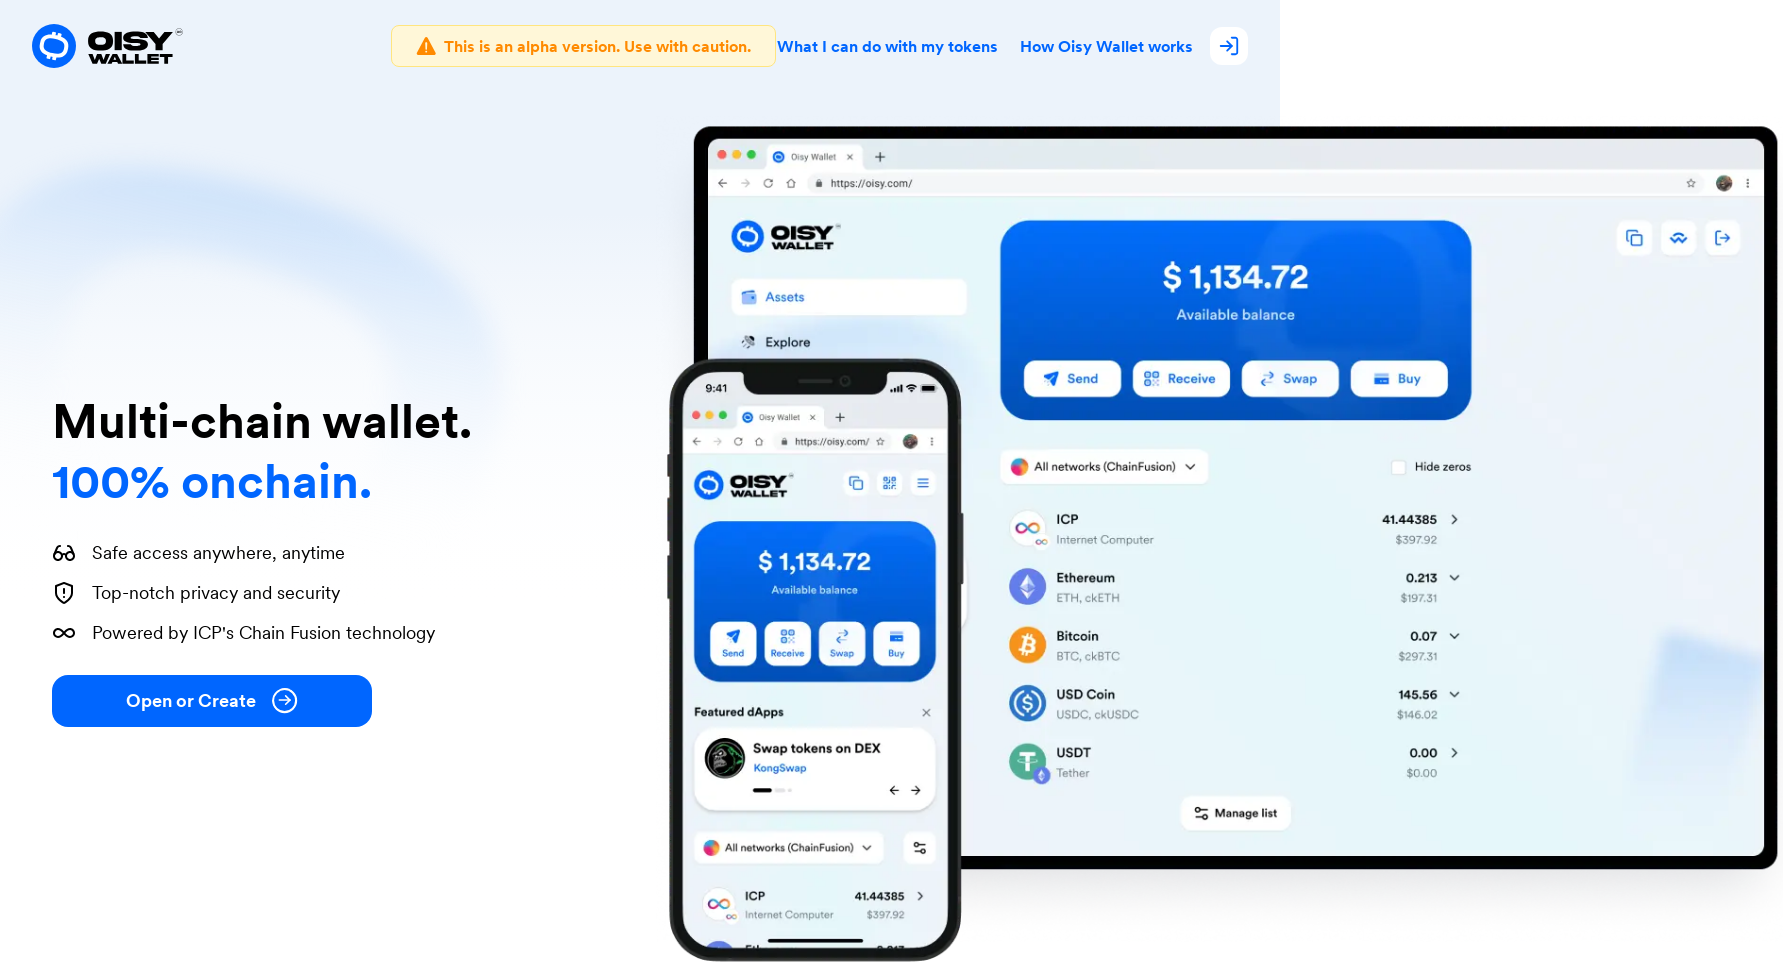 OISY
WALLET
This is an alpha version. Use with caution.
What I can do with my tokens
How Oisy Wallet works
Multi-chain wallet.
100% onchain.
Safe access anywhere, anytime
Top-notch privacy and security
Powered by ICP's Chain Fusion technology
Open or Create
Oisy Wallet
https://oisy.com/
OISY
WALLET
Assets
Explore
$ 1,134.72
Available balance
Send
Receive
Swap
Buy
All networks (ChainFusion)
Hide zeros
ICP 41.44385
Internet Computer $397.92
Ethereum 0.213
ETH, ckETH $197.31
Bitcoin 0.07
BTC, ckBTC $297.31
USD Coin 145.56
USDC, ckUSDC $146.02
USDT 0.00
Tether $0.00
Manage list
9:41
Oisy Wallet
https://oisy.com/
OISY
WALLET
$ 1,134.72
Available balance
Send
Receive
Swap
Buy
Featured dApps
Swap tokens on DEX
KongSwap
All networks (ChainFusion)
ICP 41.44385
Internet Computer $397.92